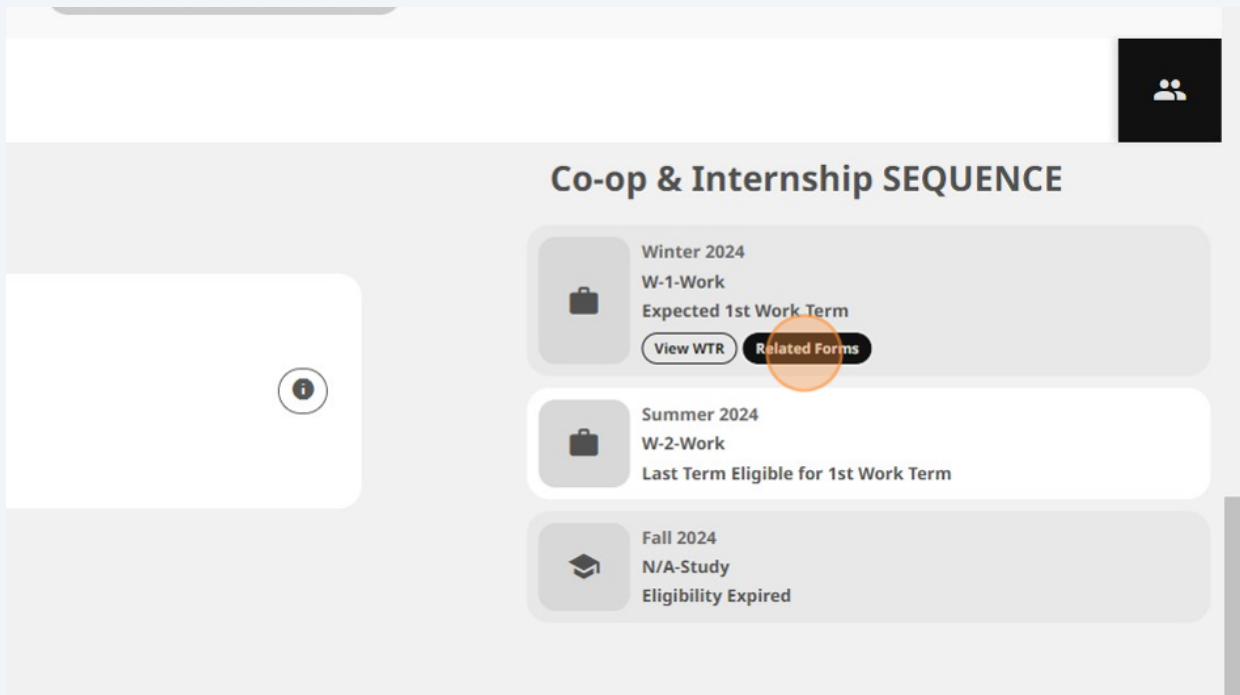 Co-op & Internship SEQUENCE
Winter 2024
W-1-Work
Expected 1st Work Term
View WTR Related Forms
Summer 2024
W-2-Work
Last Term Eligible for 1st Work Term
Fall 2024
N/A-Study
Eligibility Expired